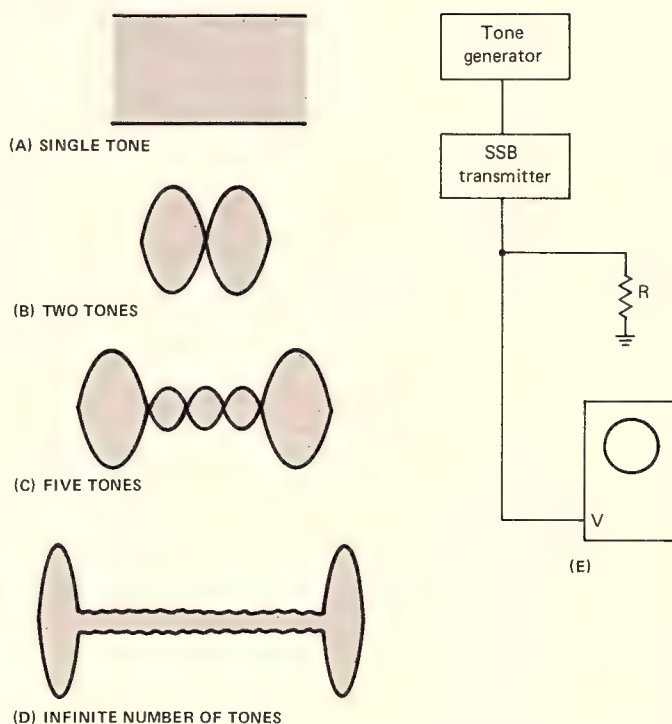 (A) SINGLE TONE
(B) TWO TONES
(C) FIVE TONES
(D) INFINITE NUMBER OF TONES
Tone
generator
SSB
transmitter
R
V
(E)